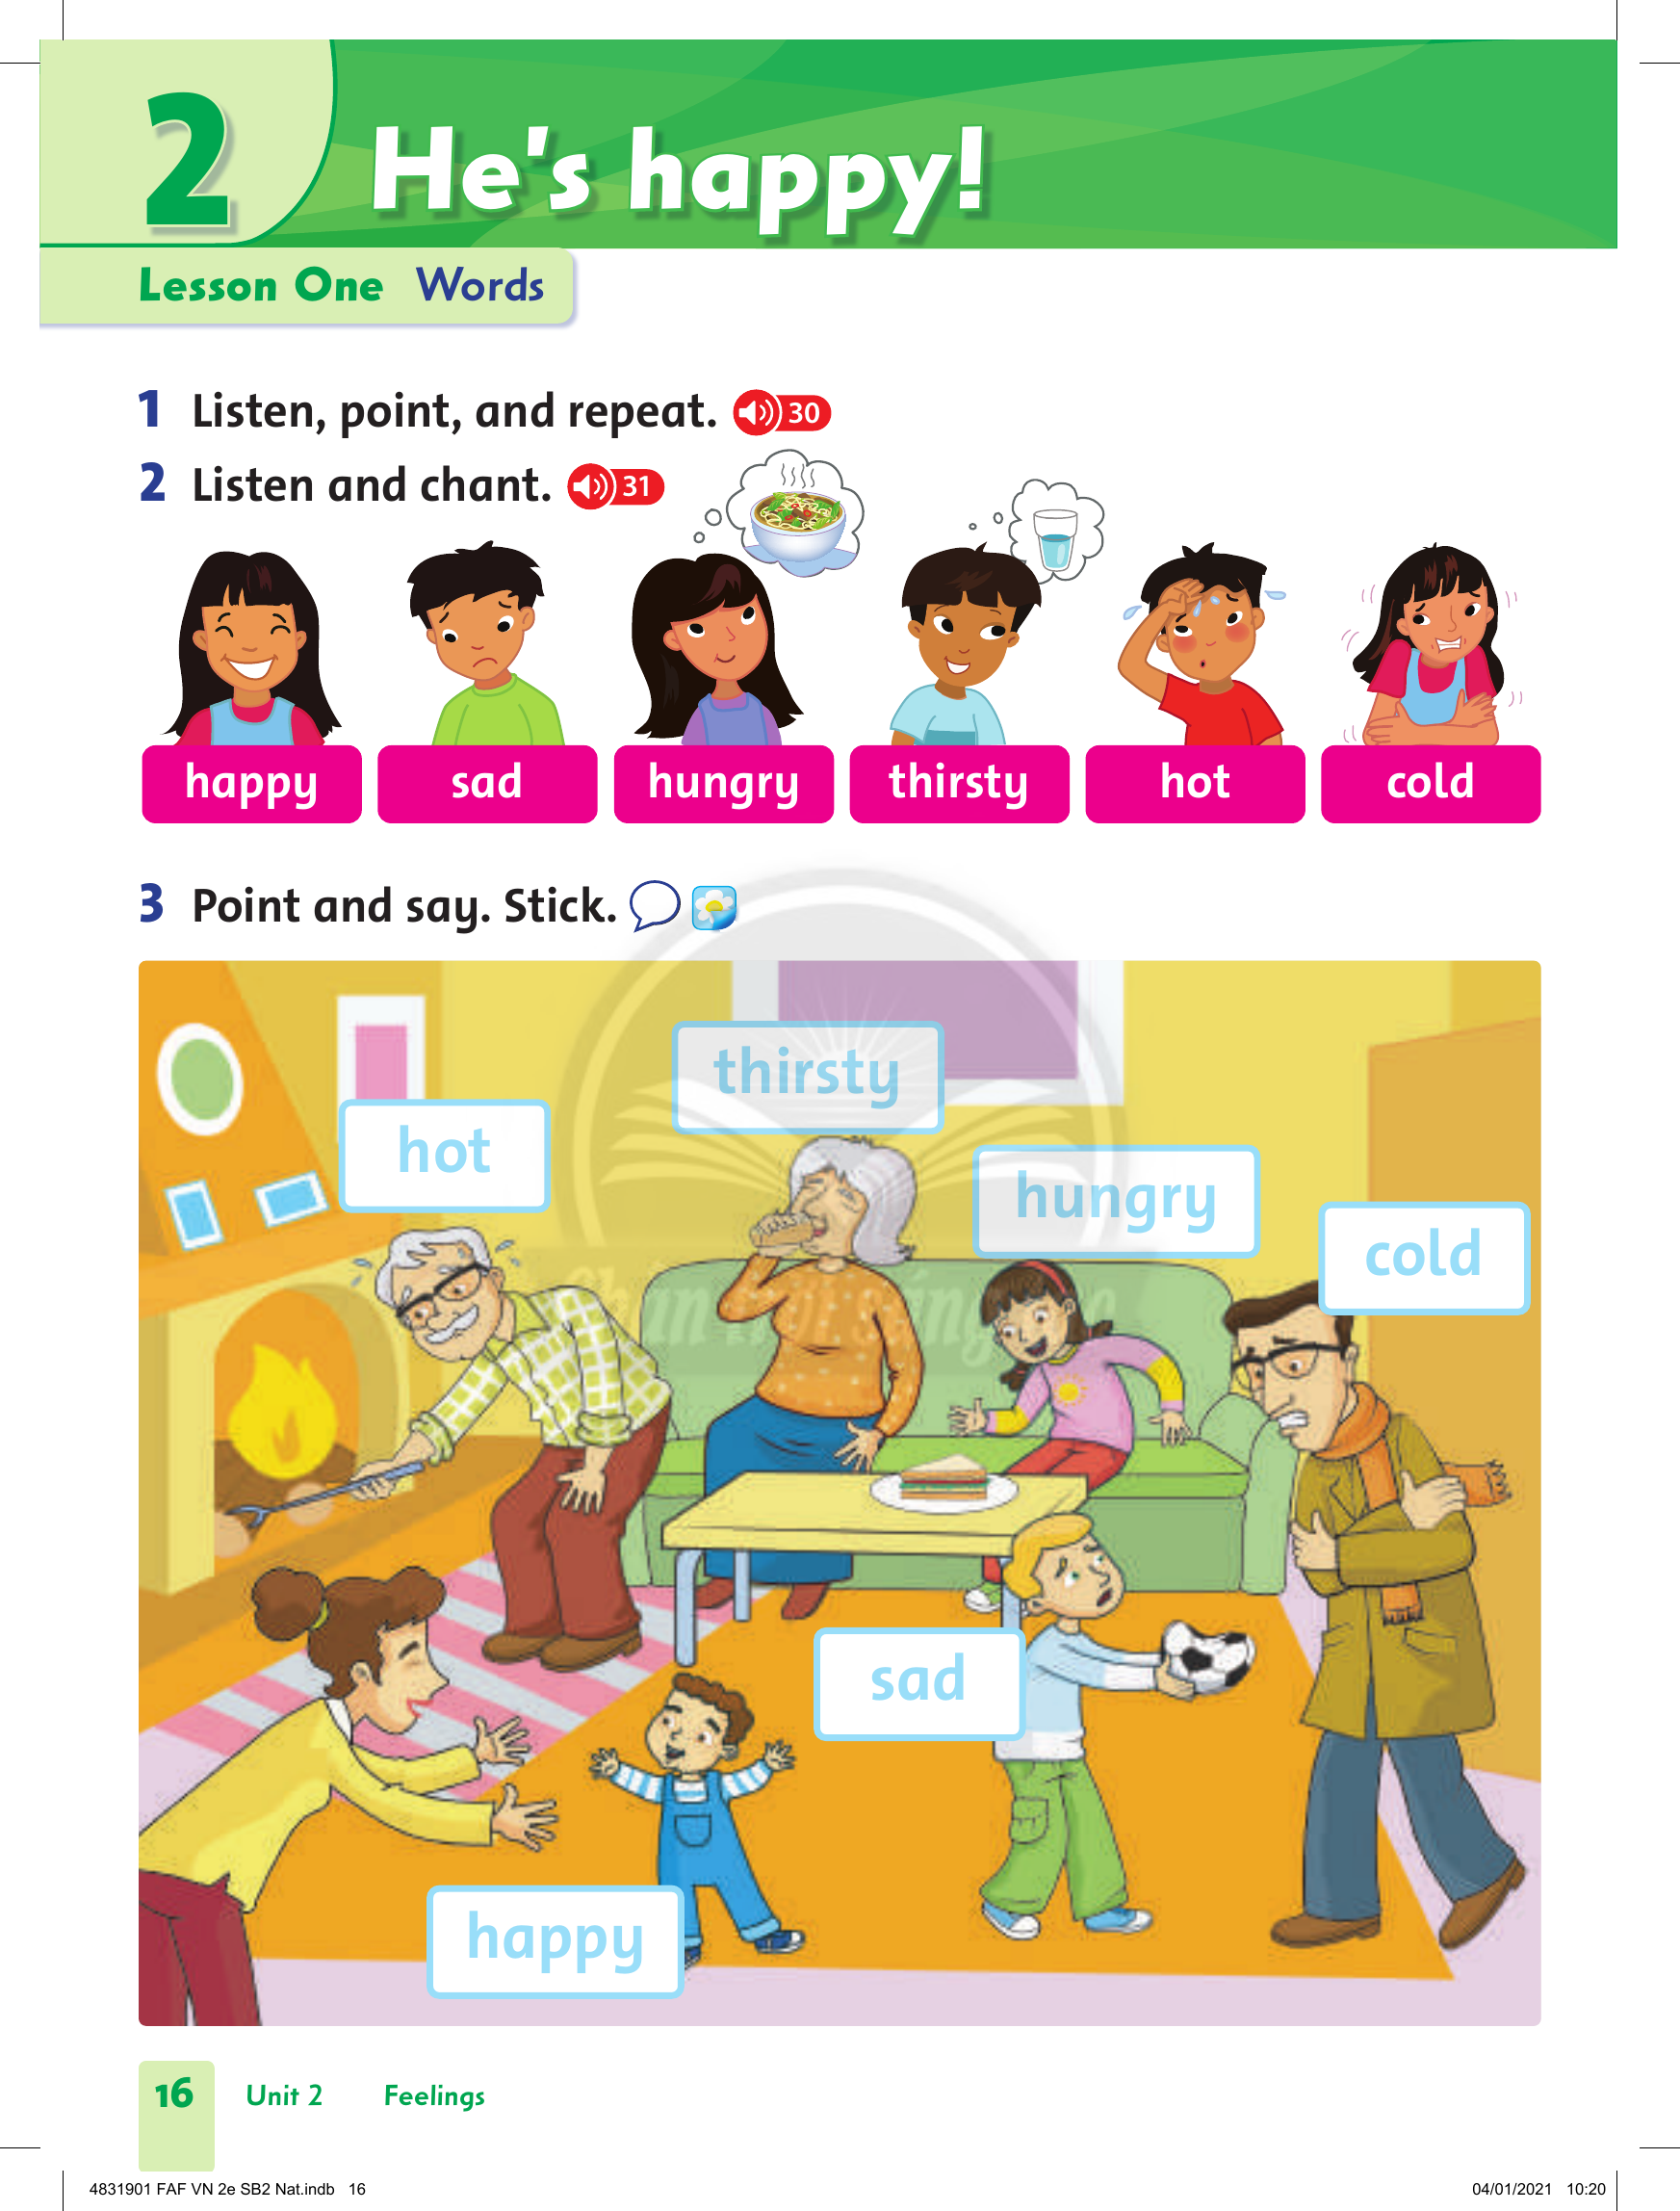 2
He's happy!
Lesson One Words
1 Listen, point, and repeat. 30
2 Listen and chant. 31
happy sad hungry thirsty hot cold
3 Point and say. Stick.
thirsty
hot
hungry
cold
sad
happy
16 Unit 2 Feelings
4831901 FAF VN 2e SB2 Nat.indb 16 04/01/2021 10:20